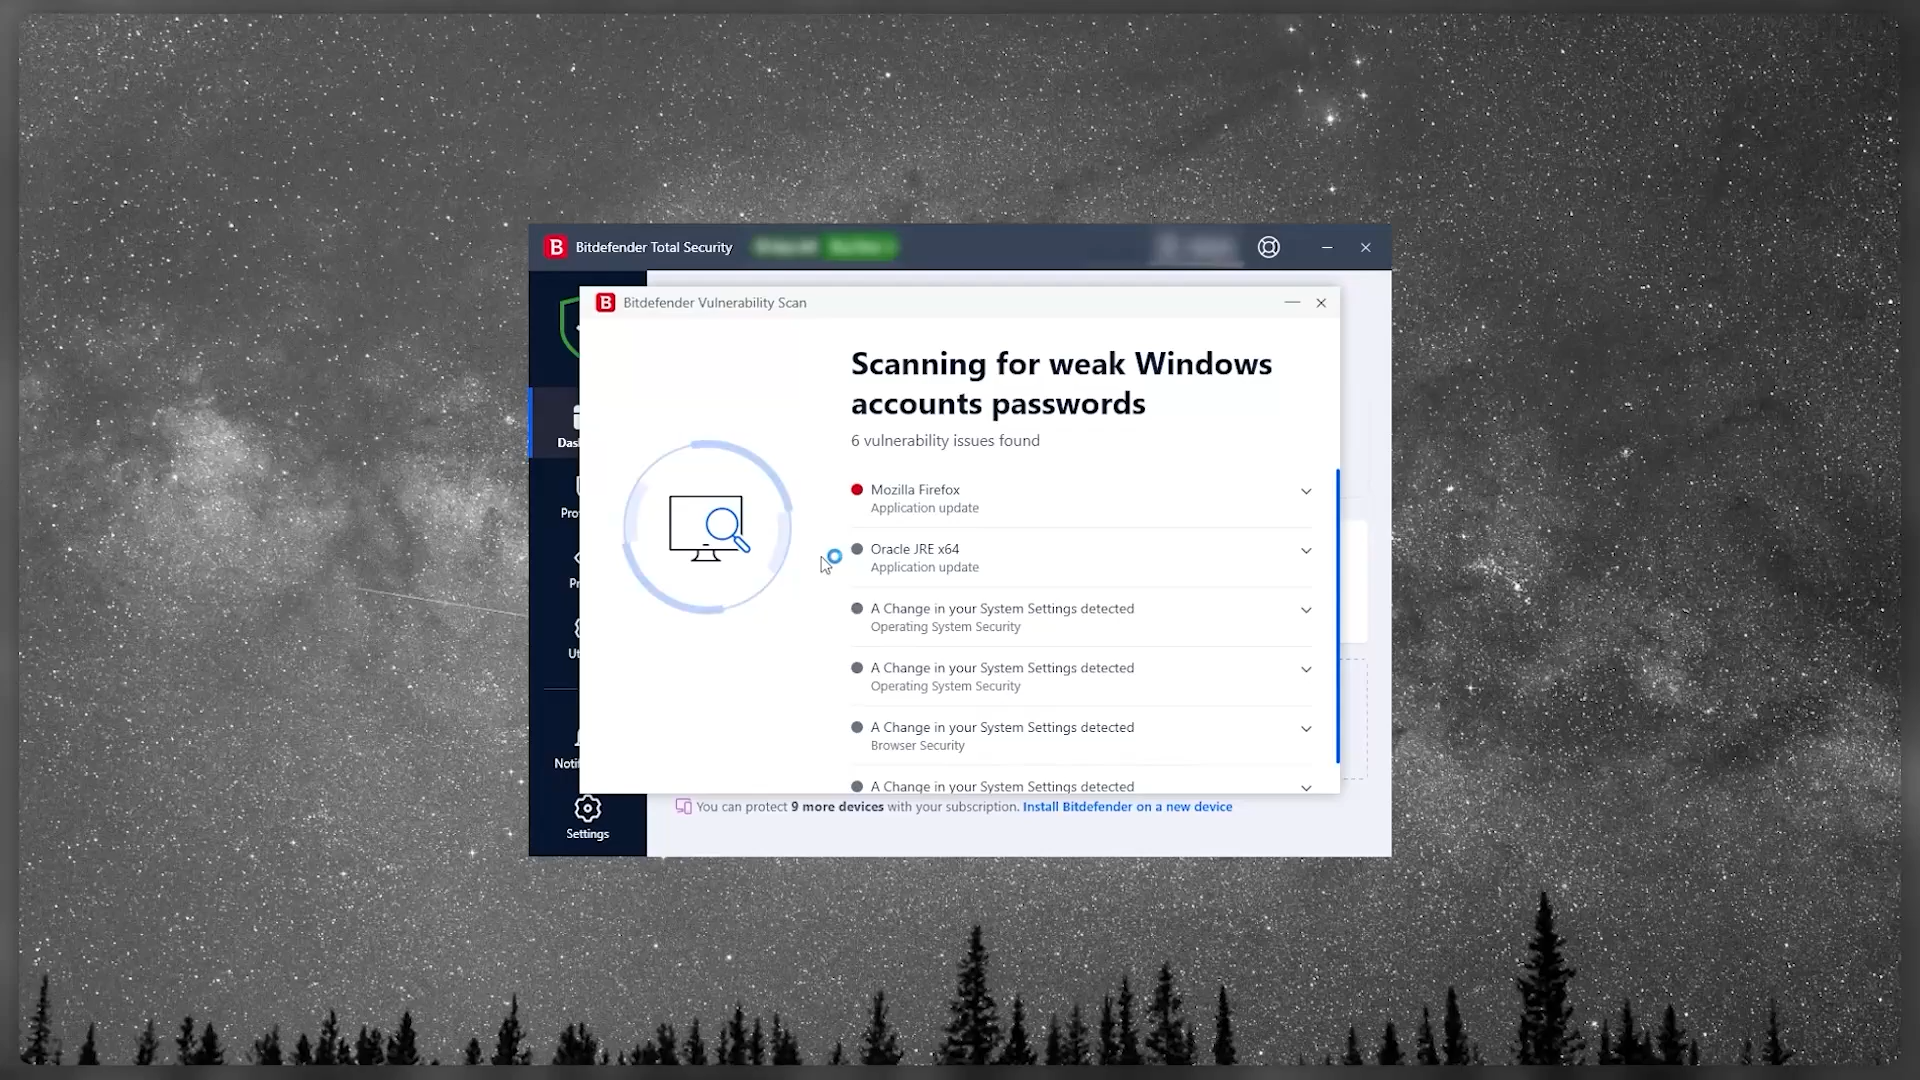 Bitdefender Total Security
Bitdefender Vulnerability Scan
Scanning for weak Windows
accounts passwords
6 vulnerability issues found
Mozilla Firefox
Application update
Oracle JRE x64
Application update
A Change in your System Settings detected
Operating System Security
A Change in your System Settings detected
Operating System Security
A Change in your System Settings detected
Browser Security
A Change in your System Settings detected
You can protect 9 more devices with your subscription. Install Bitdefender on a new device
Settings